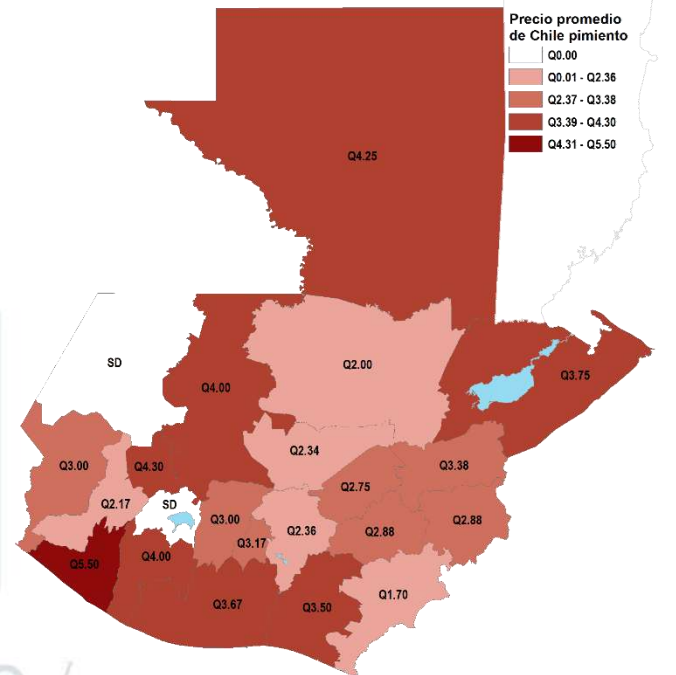 Precio promedio
de Chile pimiento
Q0.00
Q0.01 - Q2.36
Q2.37 - Q3.38
Q3.39 - Q4.30
Q4.31 - Q5.50
Q4.25
SD
Q4.00
Q2.00
Q3.75
Q3.00
Q4.30
Q2.34
Q3.38
Q2.17
SD
Q2.75
Q3.00
Q3.17
Q2.36
Q2.88
Q2.88
Q5.50
Q4.00
Q3.67
Q3.50
Q1.70